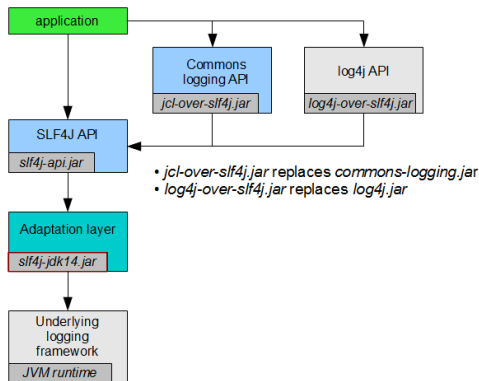 application
Commons
logging API
jcl-over-slf4j.jar
log4j API
log4j-over-slf4j.jar
SLF4J API
slf4j-api.jar
• jcl-over-slf4j.jar replaces commons-logging.jar
• log4j-over-slf4j.jar replaces log4j.jar
Adaptation layer
slf4j-jdk14.jar
Underlying
logging
framework
JVM runtime